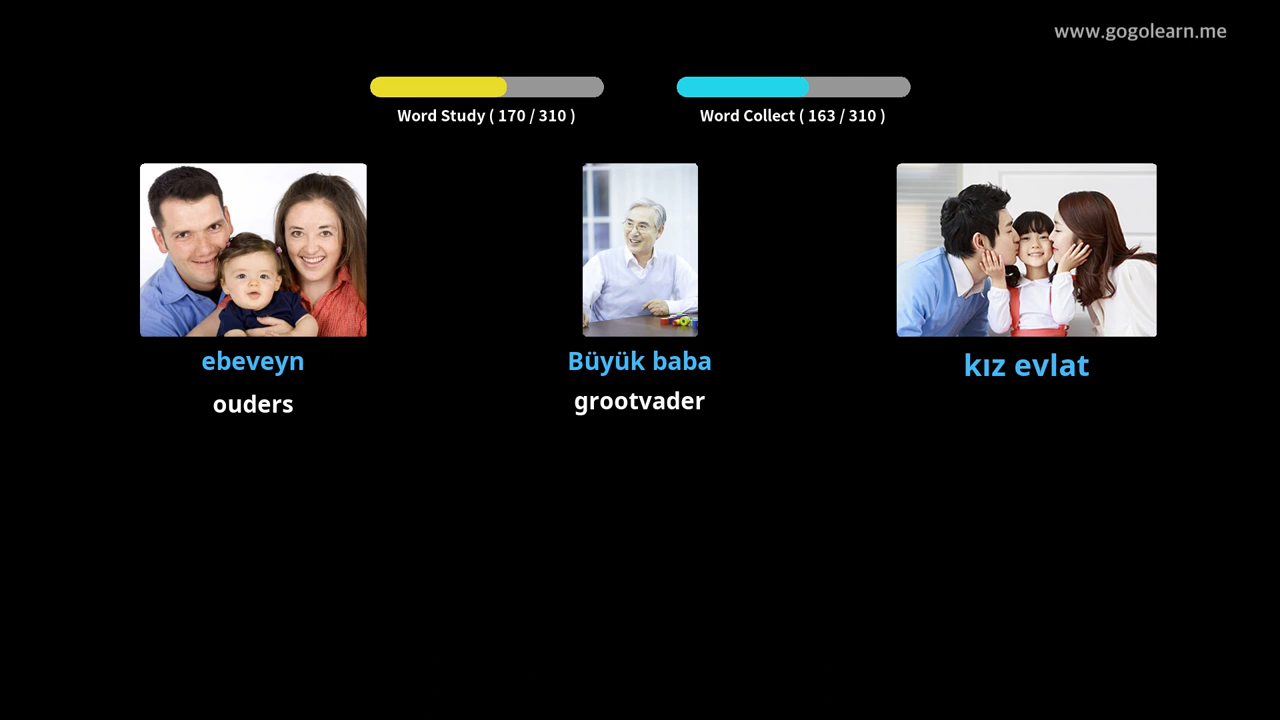 www.gogolearn.me
Word Study ( 170 / 310 )
Word Collect ( 163 / 310 )
ebeveyn
ouders
Büyük baba
grootvader
kız evlat